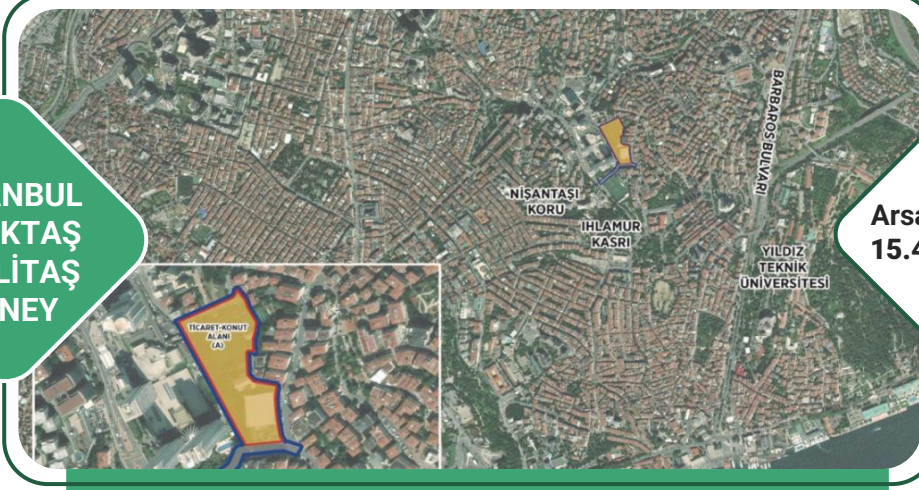 ANBUL
KTAŞ
LİTAŞ
NEY
BARBAROS BULVARI
NİŞANTAŞI
KORU
IHLAMUR
KASRI
YILDIZ
TEKNİK
ÜNİVERSİTESİ
Arsa
15.4
TİCARET-KONUT
ALANI
(A)